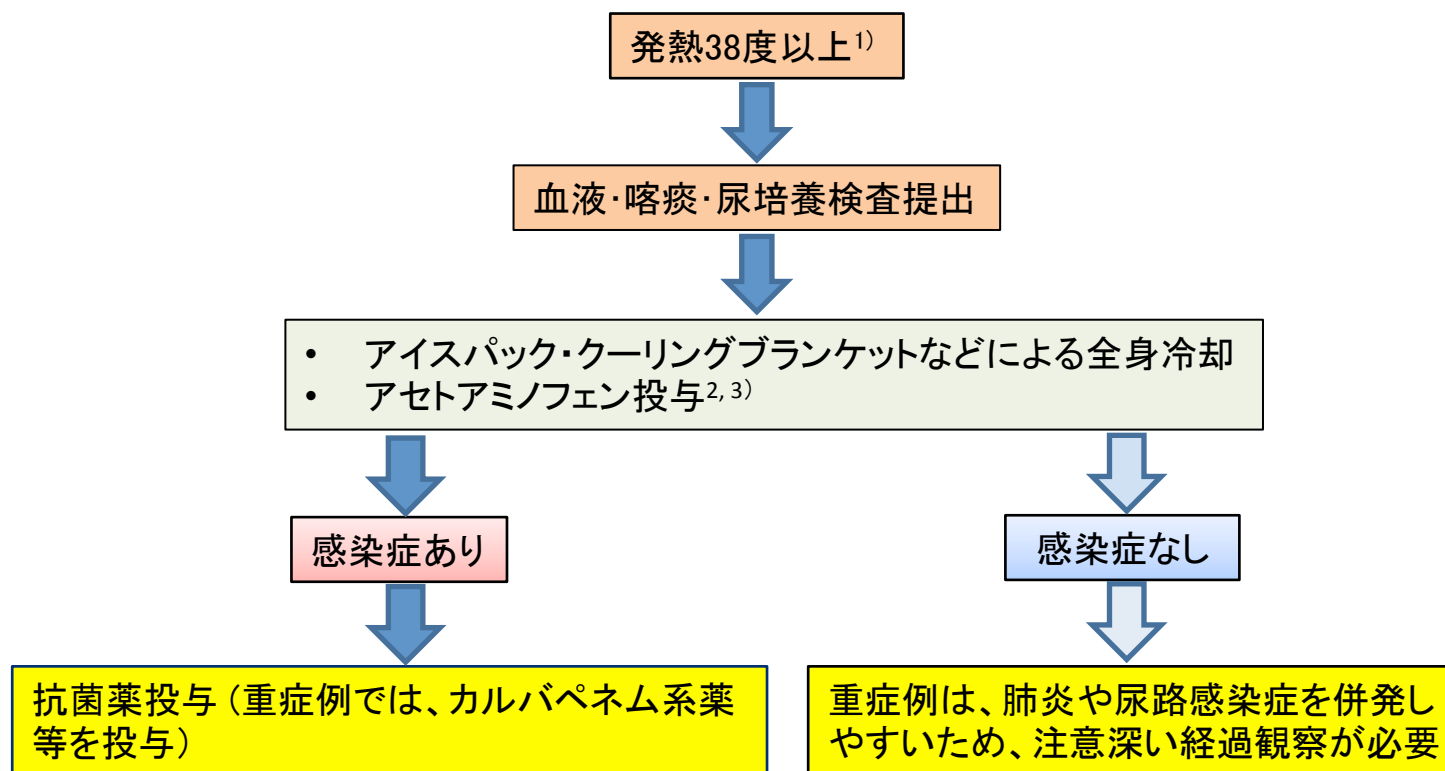 発熱38度以上1）
血液・喀痰・尿培養検査提出
• アイスパック・クーリングブランケットなどによる全身冷却
• アセトアミノフェン投与2, 3）
感染症あり
感染症なし
抗菌薬投与（重症例では、カルバペネム系薬
等を投与）
重症例は、肺炎や尿路感染症を併発し
やすいため、注意深い経過観察が必要